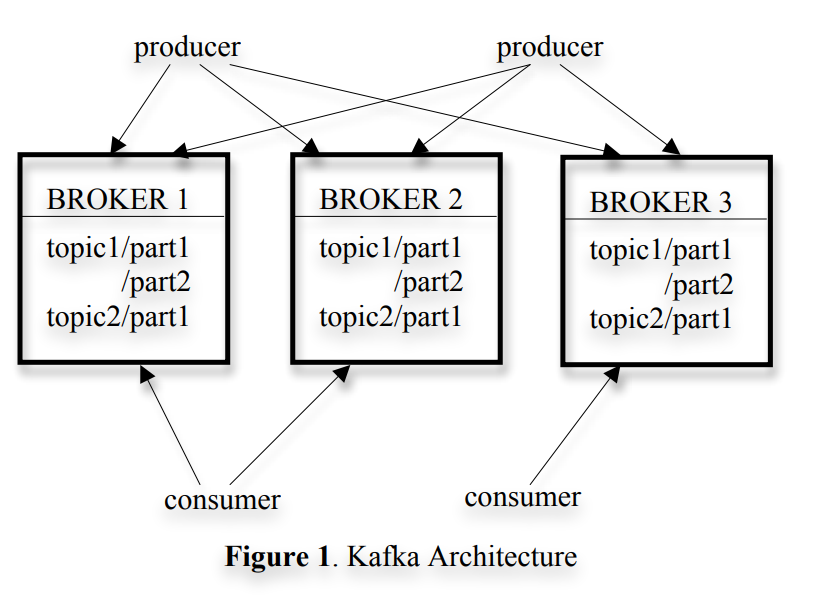 producer producer
BROKER 1 BROKER 2 BROKER 3
topic1/part1 topic1/part1 topic1/part1
/part2 /part2 /part2
topic2/part1 topic2/part1 topic2/part1
consumer consumer
Figure 1. Kafka Architecture